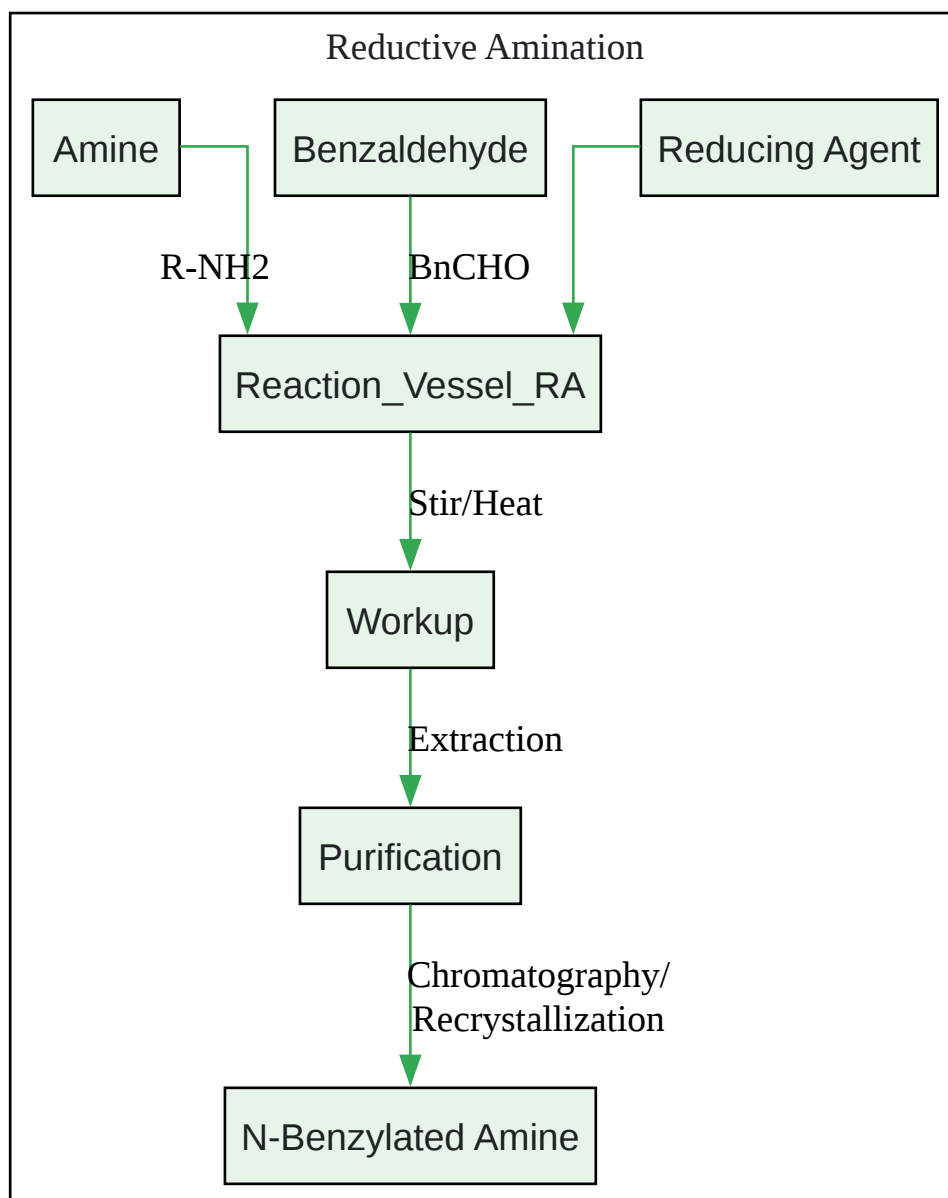 Reductive Amination
Amine
Benzaldehyde
Reducing Agent
R-NH2
BnCHO
Reaction_Vessel_RA
Stir/Heat
Workup
Extraction
Purification
Chromatography/
Recrystallization
N-Benzylated Amine